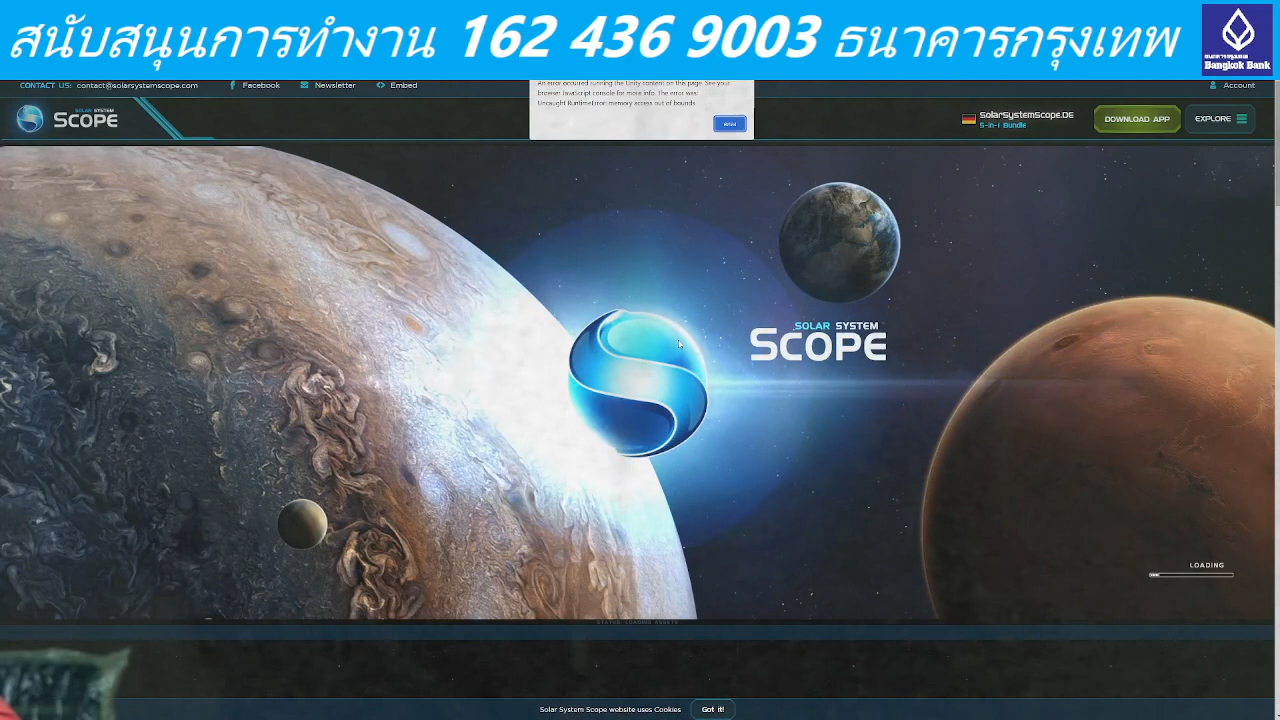 สนับสนุนการทำงาน 162 436 9003 ธนาคารกรุงเทพ
Bangkok Bank
CONTACT US: contact@solarsystemscope.com Facebook Newsletter Embed Account
An error occurred running the Unity content on this page. See your
browser JavaScript console for more info. The error was:
Uncaught RuntimeError: memory access out of bounds
SOLAR SYSTEM
SCOPE
SolarSystemScope.DE
5-in-1 Bundle
DOWNLOAD APP
EXPLORE
SOLAR SYSTEM
SCOPE
LOADING
STATUS: LOADING ASSETS
Solar System Scope website uses Cookies Got it!